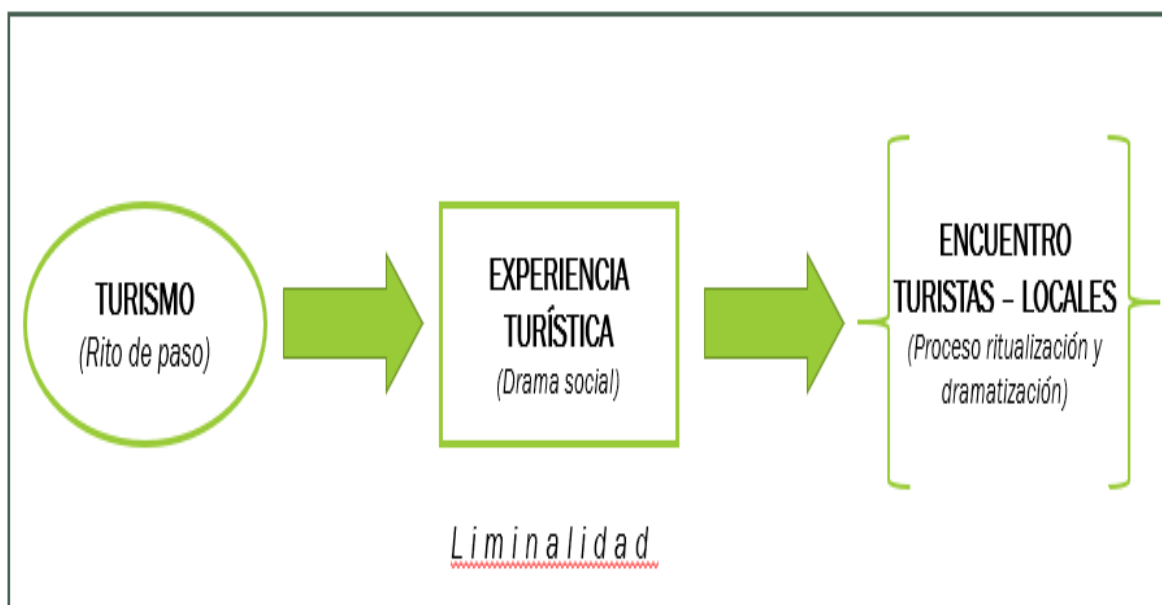 TURISMO
(Rito de paso)
EXPERIENCIA
TURÍSTICA
(Drama social)
ENCUENTRO
TURISTAS – LOCALES
(Proceso ritualización y
dramatización)
Liminalidad